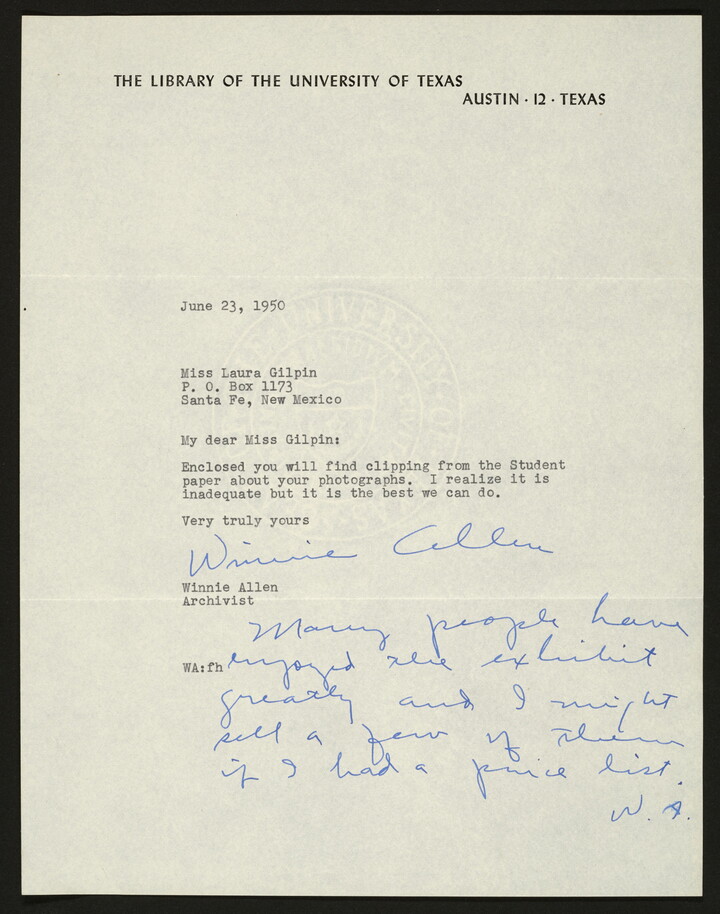 THE LIBRARY OF THE UNIVERSITY OF TEXAS
AUSTIN · 12 · TEXAS
June 23, 1950
Miss Laura Gilpin
P. O. Box 1173
Santa Fe, New Mexico
My dear Miss Gilpin:
Enclosed you will find clipping from the Student
paper about your photographs. I realize it is
inadequate but it is the best we can do.
Very truly yours
Winnie Allen
Winnie Allen
Archivist
WA:fh
Many people have
enjoyed the exhibit
greatly and I might
sell a few of them
if I had a price list.
W. A.